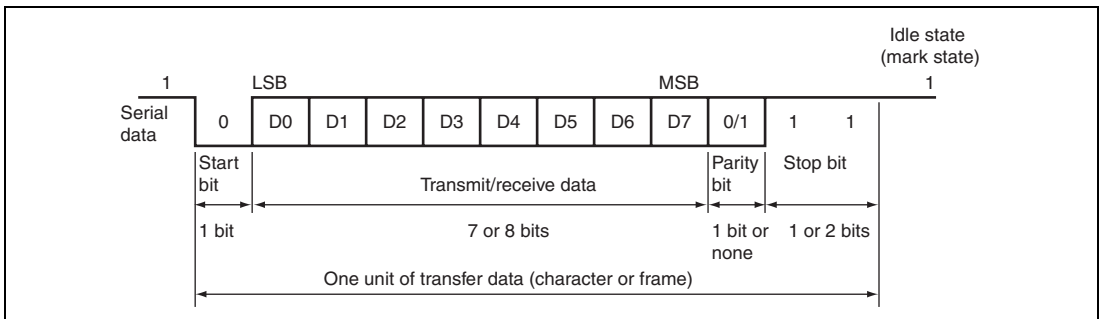 Idle state
(mark state)
1 LSB MSB 1
Serial
data
0 D0 D1 D2 D3 D4 D5 D6 D7 0/1 1 1
Start
bit
Transmit/receive data
Parity
bit
Stop bit
1 bit
7 or 8 bits
1 bit or
none
1 or 2 bits
One unit of transfer data (character or frame)